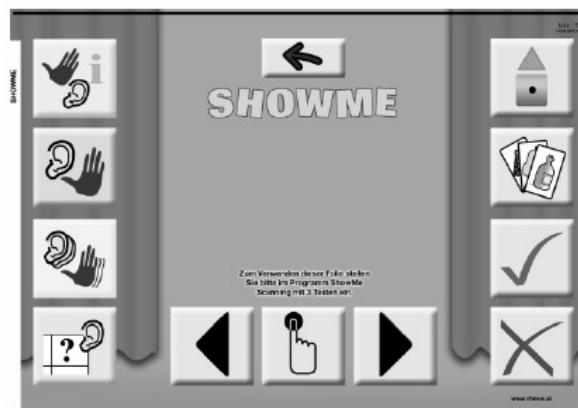 SHOWME
SHOWME
i
Zum Verwenden dieser Folie stellen
Sie bitte im Programm ShowMe
Scanning mit 3 Tasten ein.
?